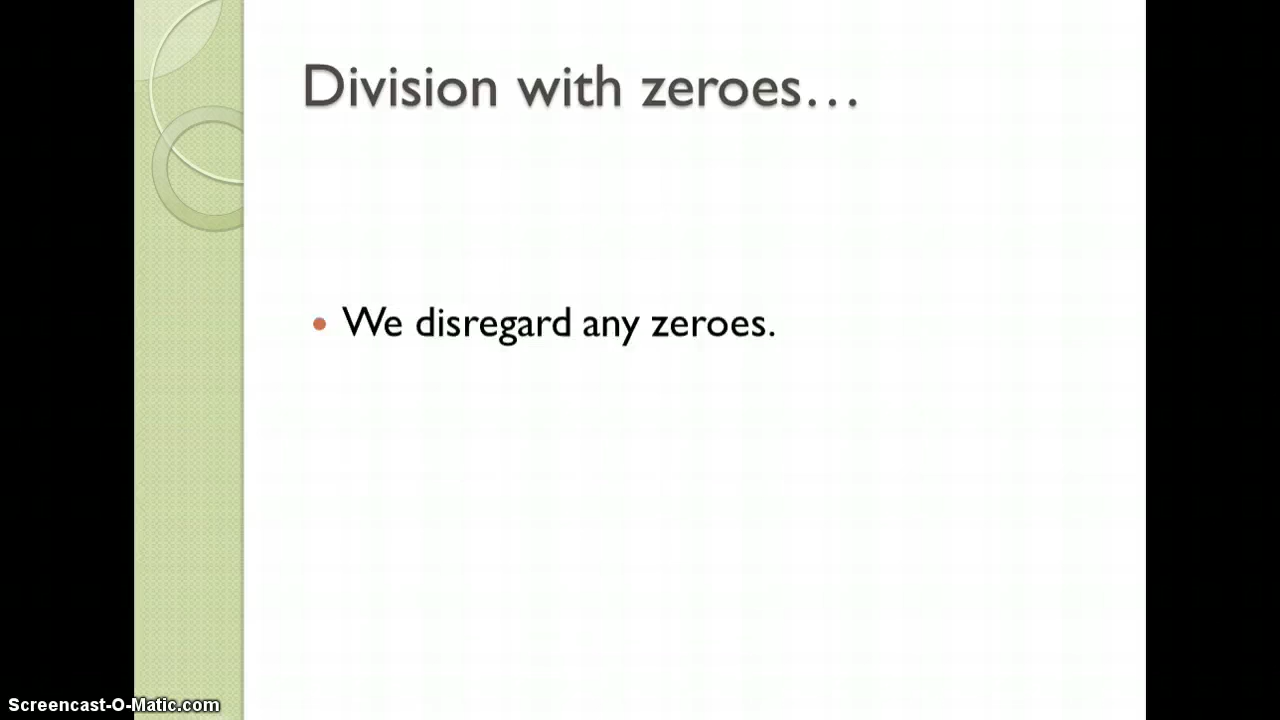 Division with zeroes…
We disregard any zeroes.
Screencast-O-Matic.com